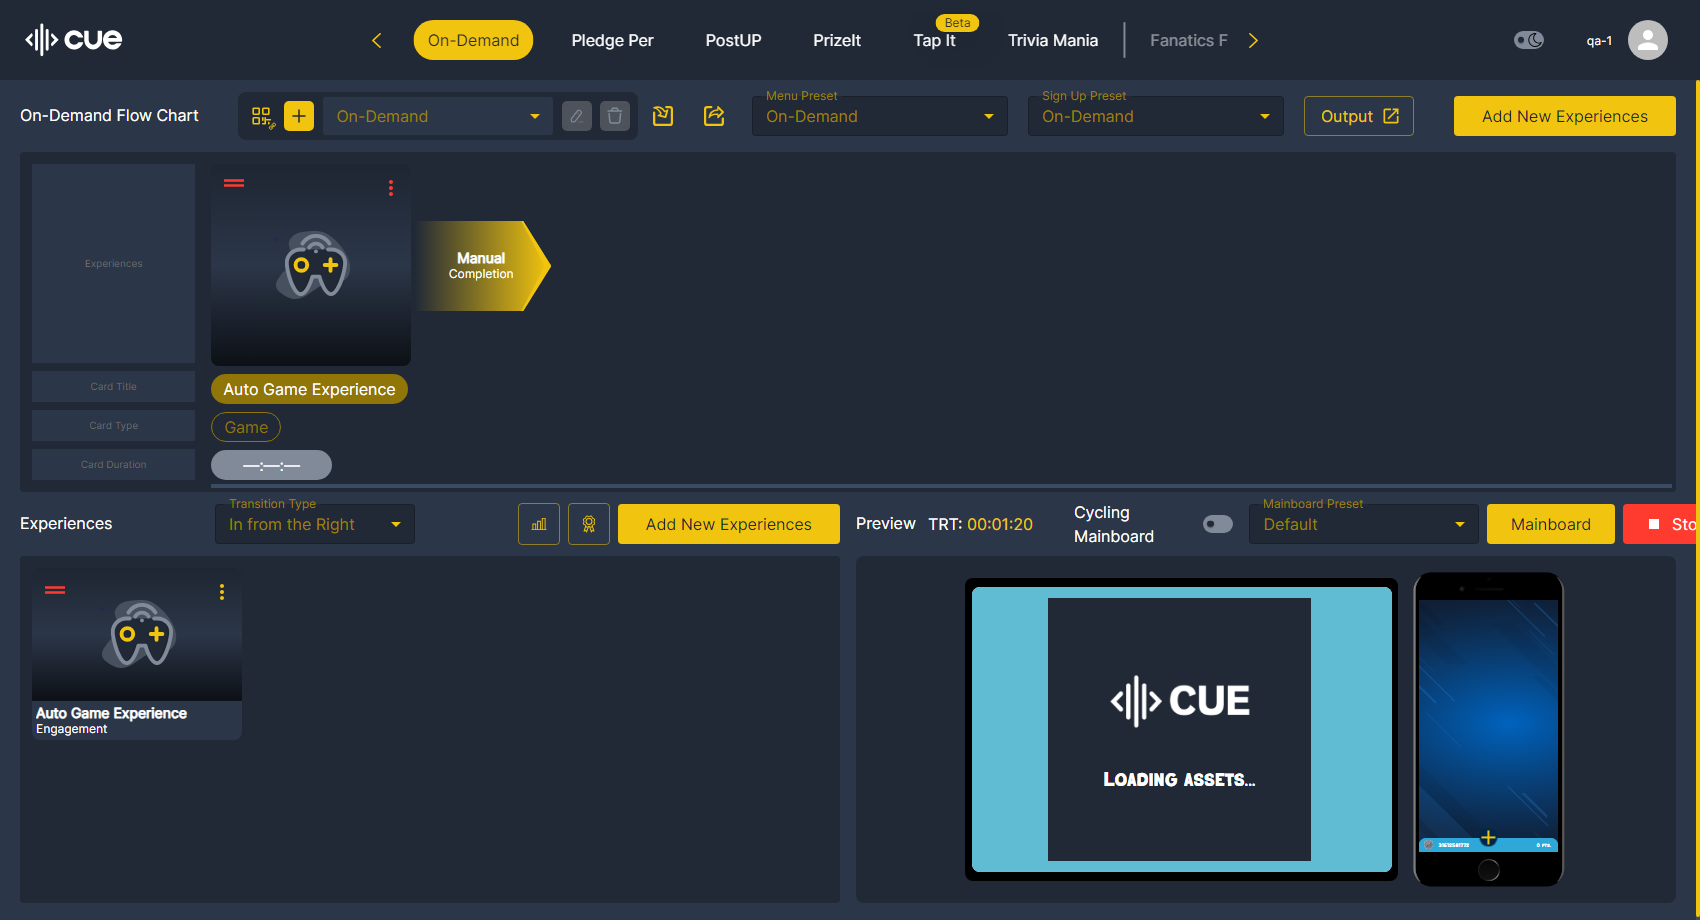 CUE
On-Demand
Pledge Per
PostUP
PrizeIt
Beta
Tap It
Trivia Mania
Fanatics F
qa-1
On-Demand Flow Chart
On-Demand
Menu Preset
On-Demand
Sign Up Preset
On-Demand
Output
Add New Experiences
Experiences
Manual
Completion
Card Title
Auto Game Experience
Card Type
Game
Card Duration
—:—:—
Experiences
Transition Type
In from the Right
Add New Experiences
Preview
TRT: 00:01:20
Cycling
Mainboard
Mainboard Preset
Default
Mainboard
Sto
Auto Game Experience
Engagement
CUE
LOADING ASSETS...
0 PTS.